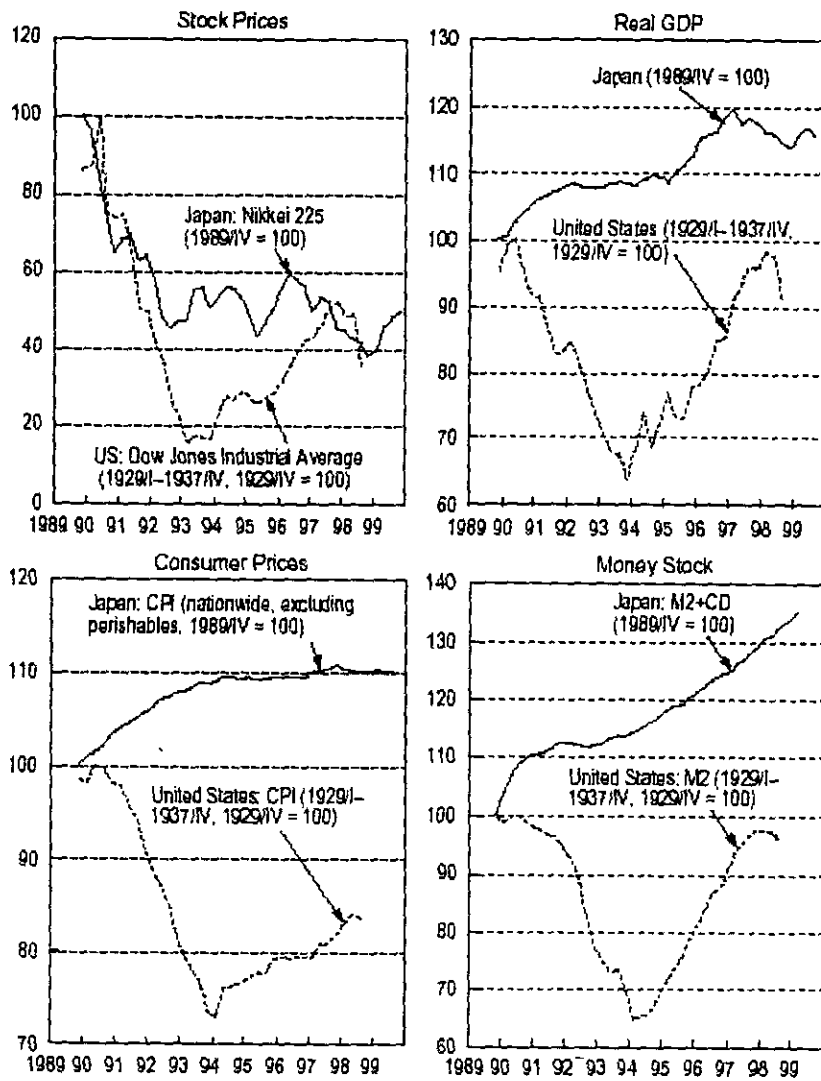 Stock Prices
120
100
80
60
40
20
0
Japan: Nikkei 225
(1989/IV = 100)
US: Dow Jones Industrial Average
(1929/I–1937/IV, 1929/IV = 100)
1989 90 91 92 93 94 95 96 97 98 99
Real GDP
130
120
110
100
90
80
70
60
Japan (1989/IV = 100)
United States (1929/I–1937/IV,
1929/IV = 100)
1989 90 91 92 93 94 95 96 97 98 99
Consumer Prices
120
110
100
90
80
70
Japan: CPI (nationwide, excluding
perishables, 1989/IV = 100)
United States: CPI (1929/I–
1937/IV, 1929/IV = 100)
1989 90 91 92 93 94 95 96 97 98 99
Money Stock
140
130
120
110
100
90
80
70
60
Japan: M2+CD
(1989/IV = 100)
United States: M2 (1929/I–
1937/IV, 1929/IV = 100)
1989 90 91 92 93 94 95 96 97 98 99